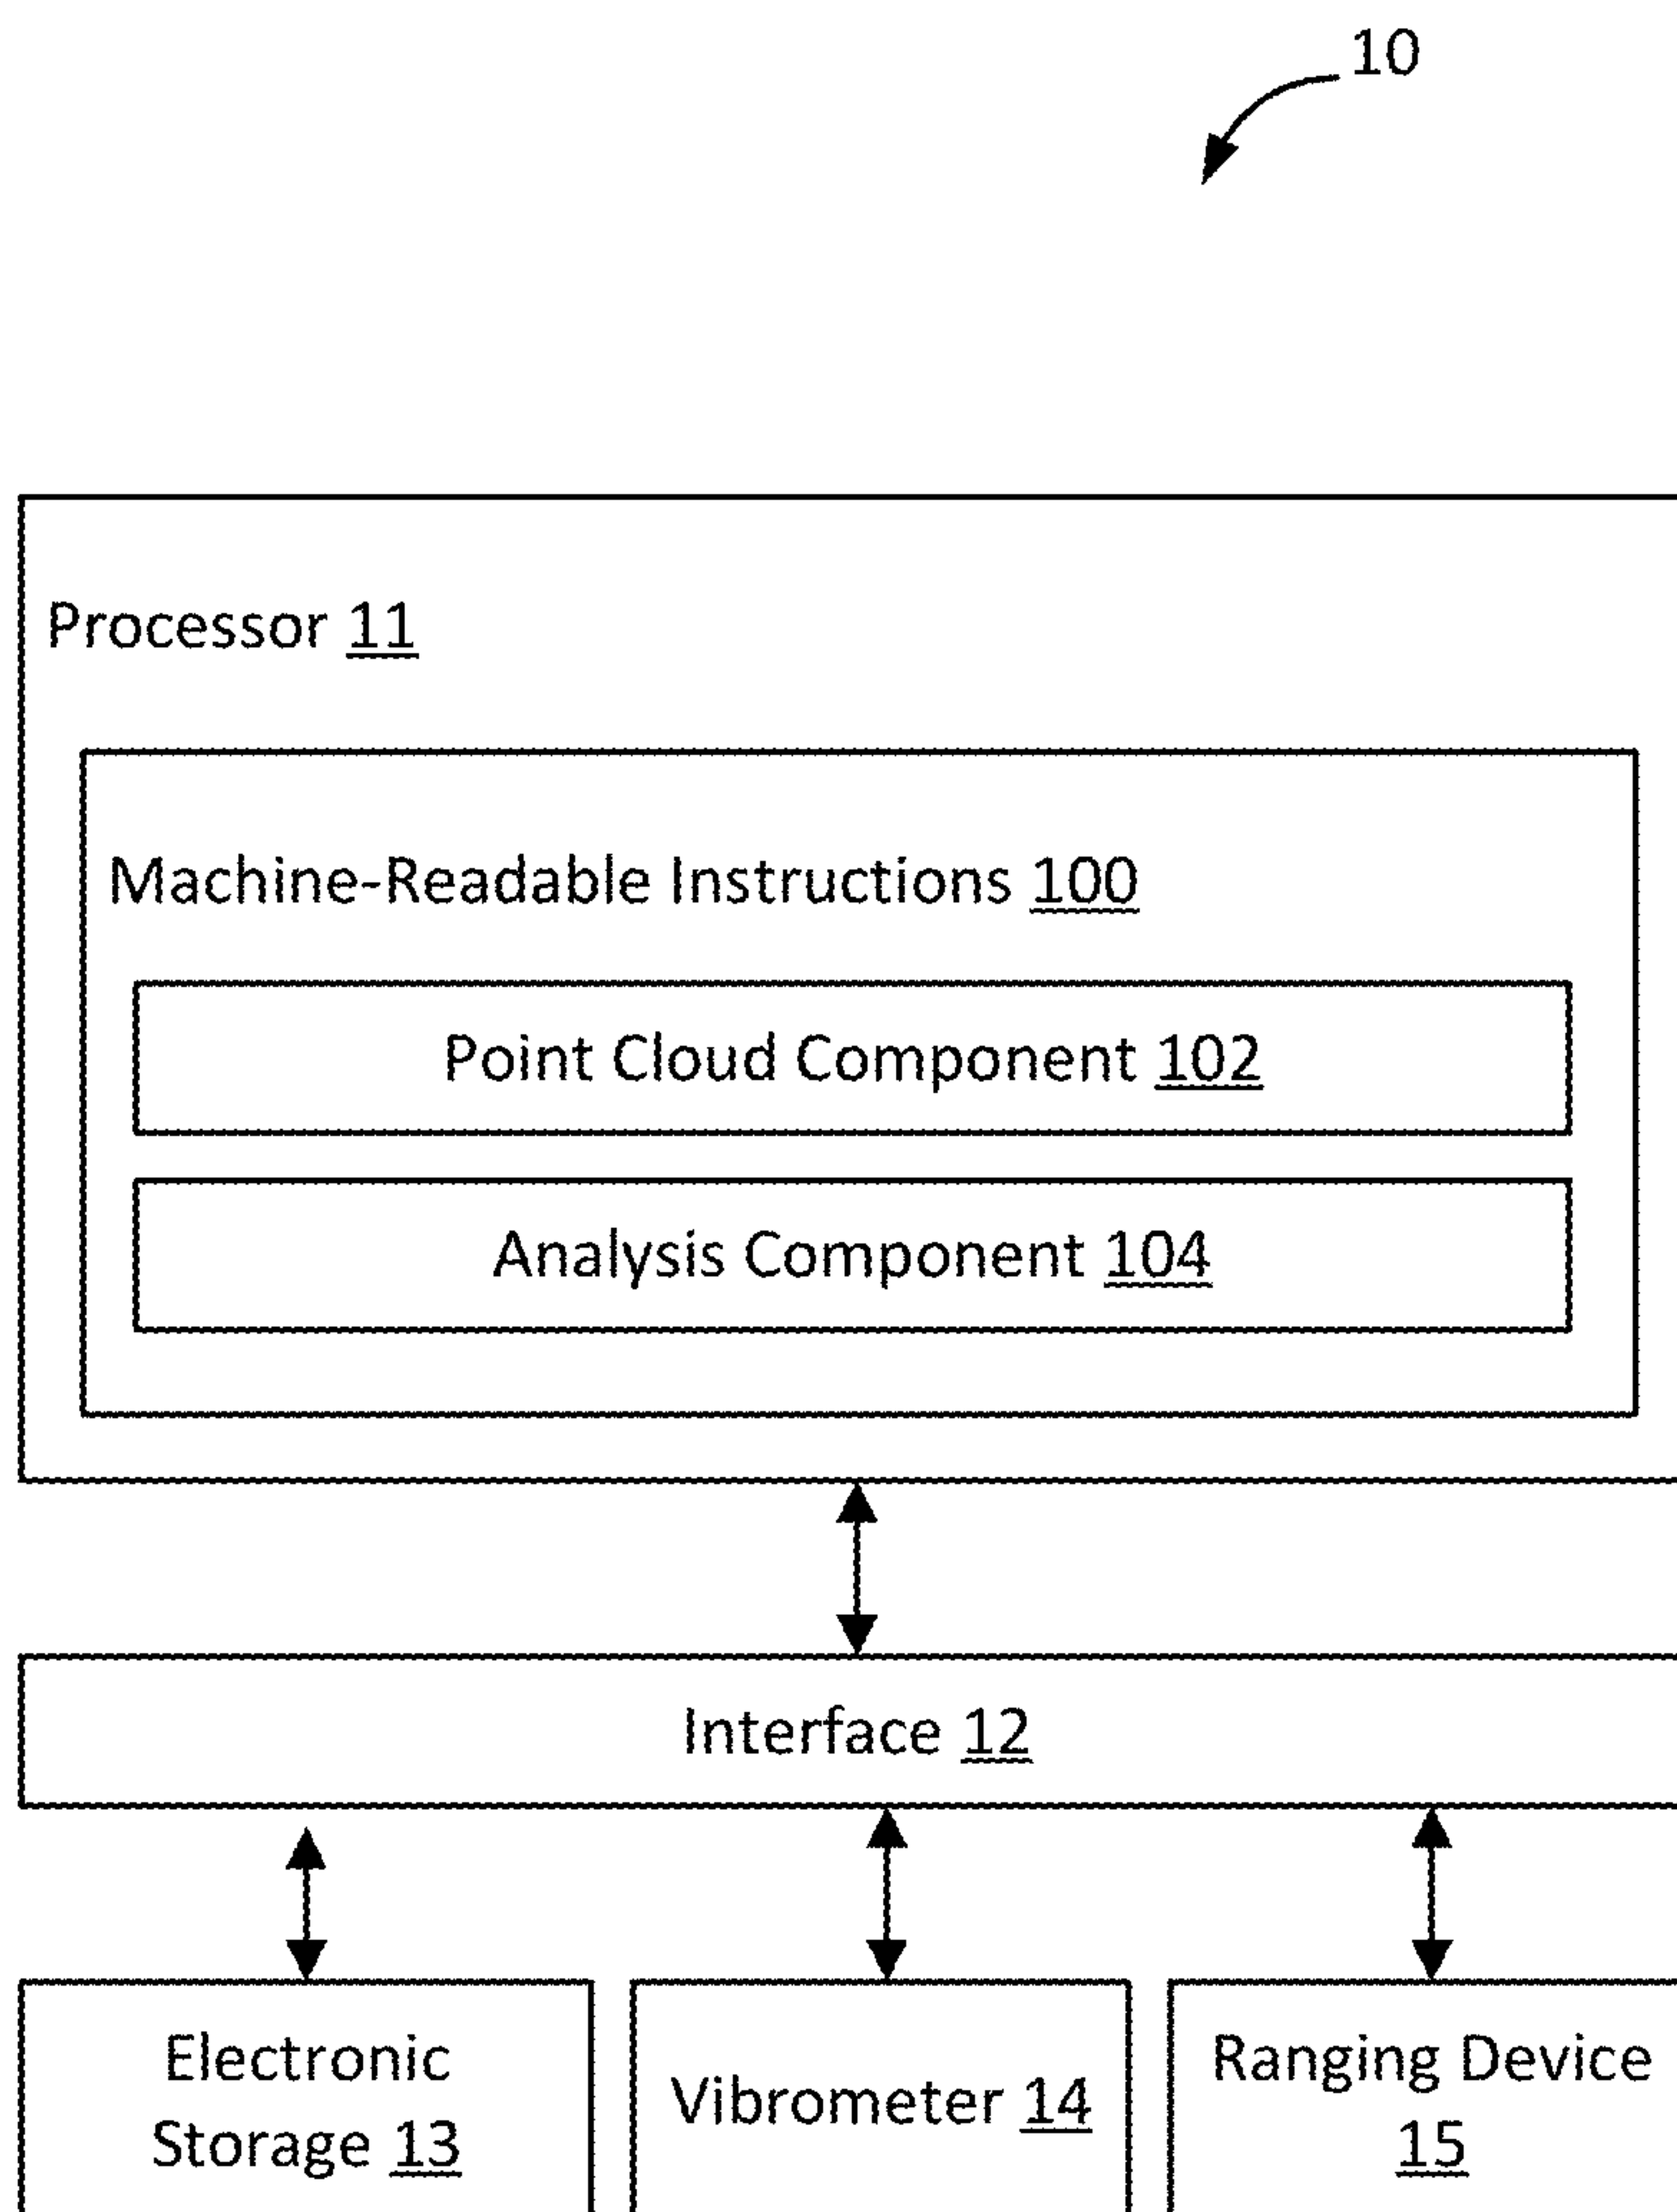 10
Processor 11
Machine-Readable Instructions 100
Point Cloud Component 102
Analysis Component 104
Interface 12
Electronic
Storage 13
Vibrometer 14
Ranging Device
15